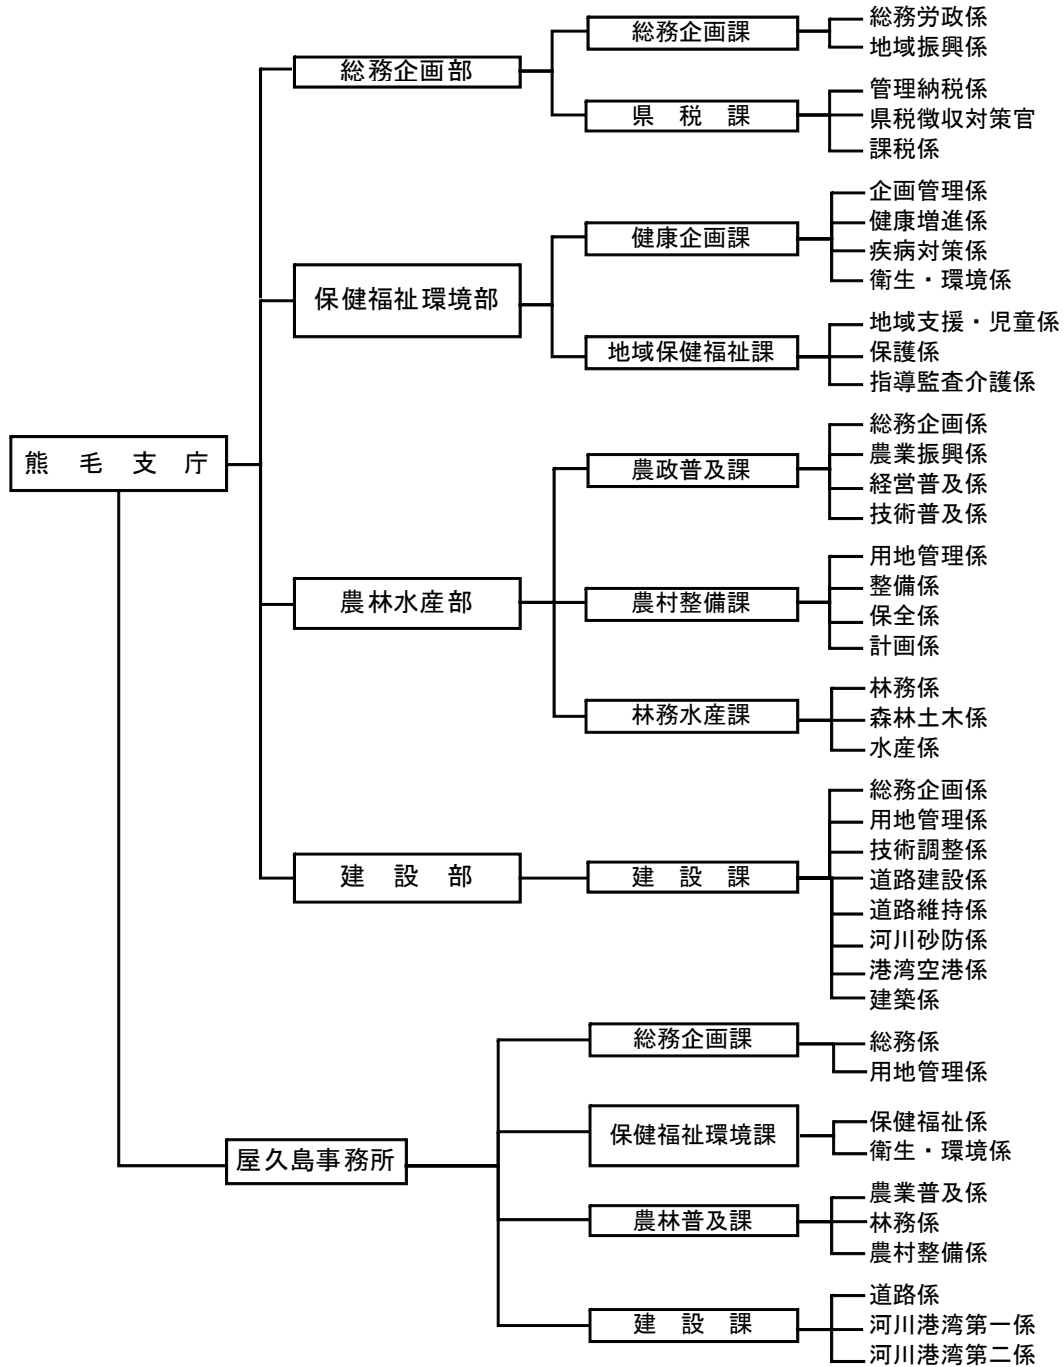 熊毛支庁
総務企画部
総務企画課
総務労政係
地域振興係
県税課
管理納税係
県税徴収対策官
課税係
保健福祉環境部
健康企画課
企画管理係
健康増進係
疾病対策係
衛生・環境係
地域保健福祉課
地域支援・児童係
保護係
指導監査介護係
農林水産部
農政普及課
総務企画係
農業振興係
経営普及係
技術普及係
農村整備課
用地管理係
整備係
保全係
計画係
林務水産課
林務係
森林土木係
水産係
建設部
建設課
総務企画係
用地管理係
技術調整係
道路建設係
道路維持係
河川砂防係
港湾空港係
建築係
屋久島事務所
総務企画課
総務係
用地管理係
保健福祉環境課
保健福祉係
衛生・環境係
農林普及課
農業普及係
林務係
農村整備係
建設課
道路係
河川港湾第一係
河川港湾第二係